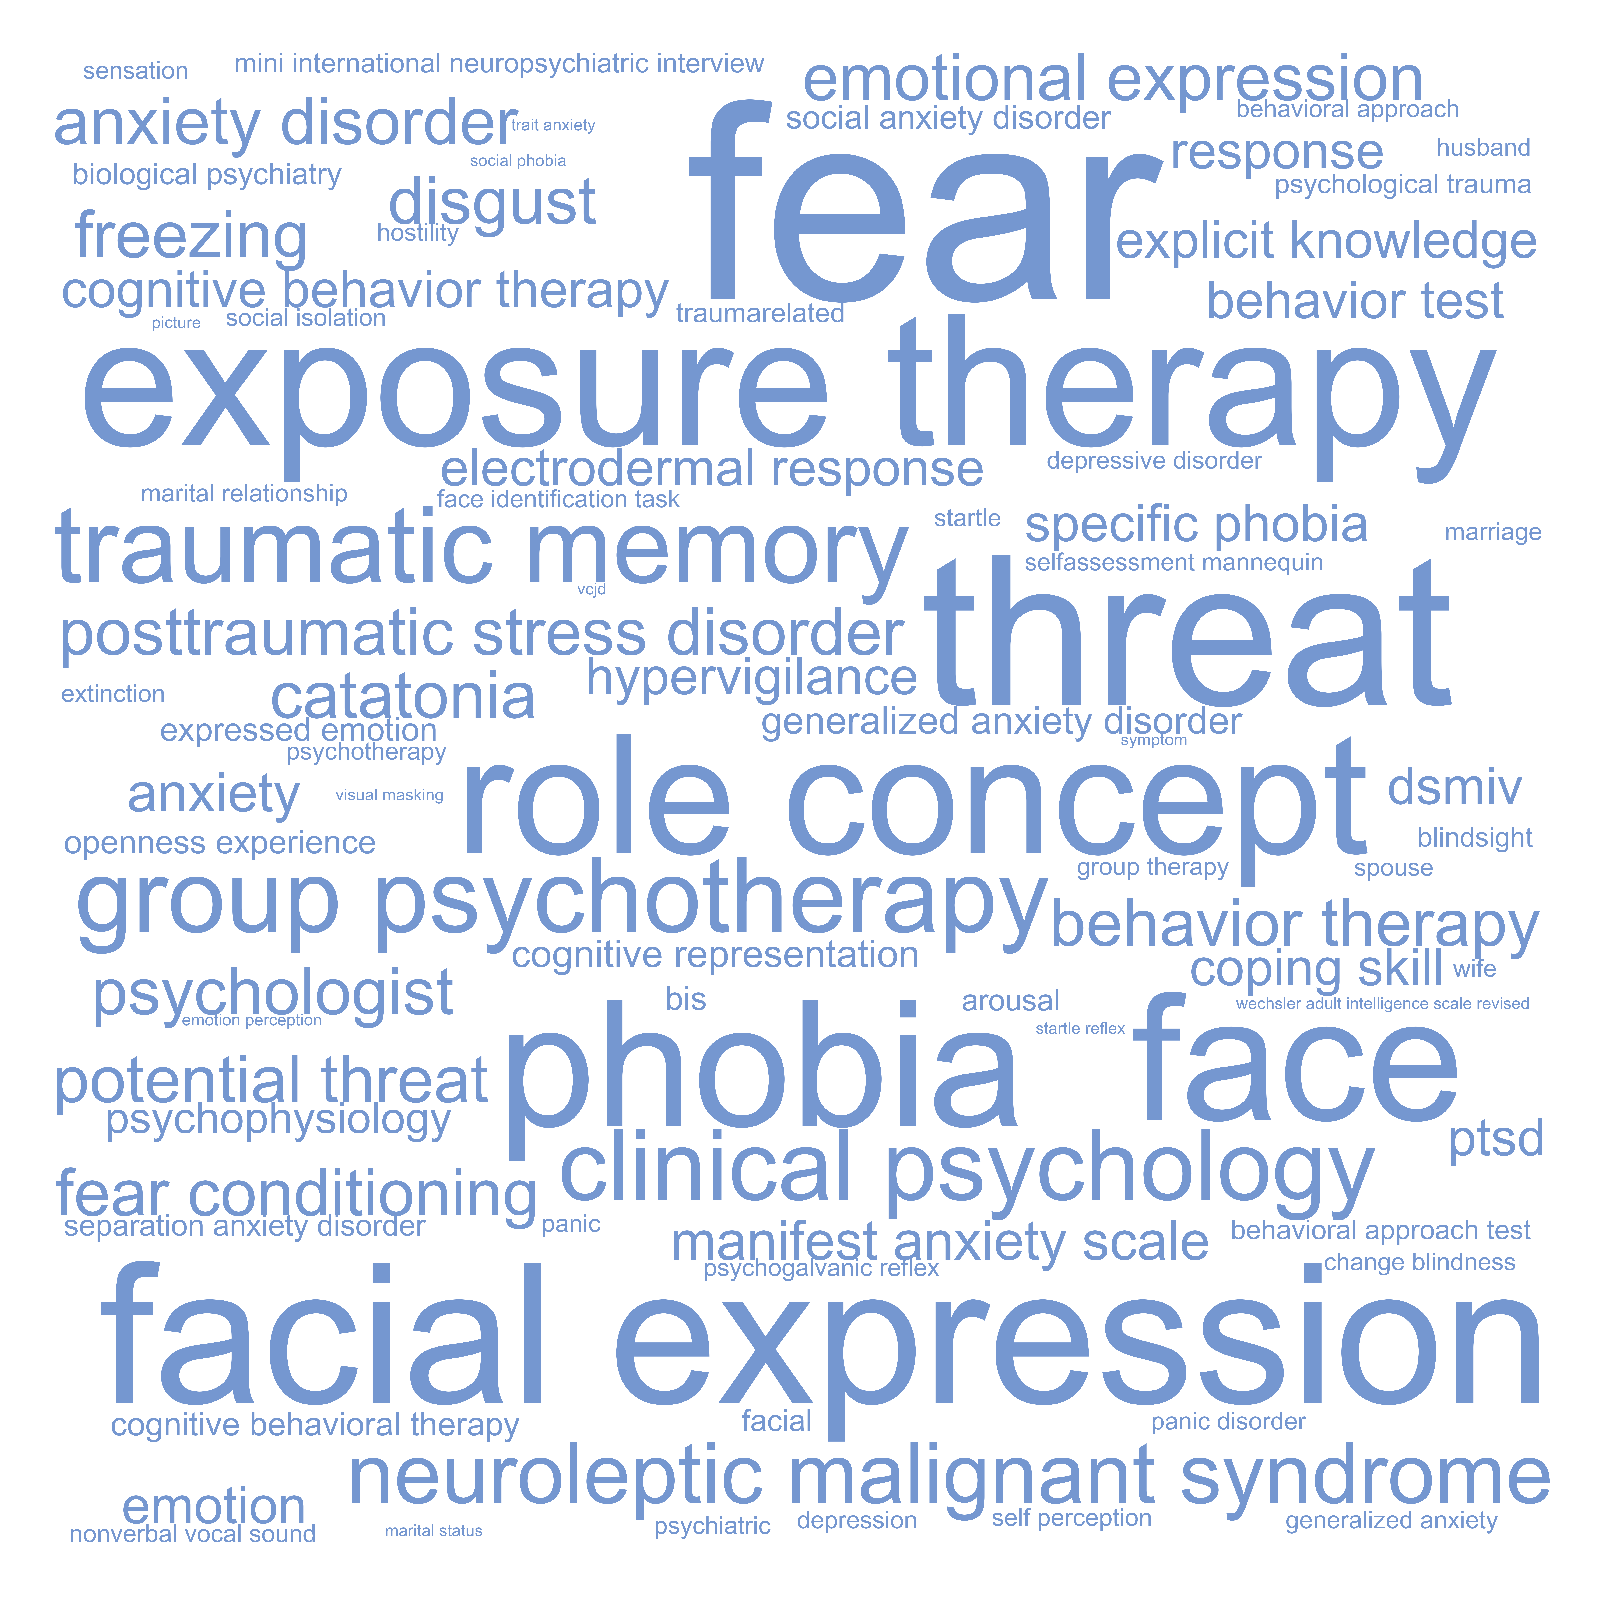 sensation
mini international neuropsychiatric interview
emotional expression
anxiety disorder
trait anxiety
social anxiety disorder
behavioral approach
fear
response
husband
biological psychiatry
social phobia
disgust
psychological trauma
freezing
hostility
explicit knowledge
cognitive behavior therapy
behavior test
picture
social isolation
traumarelated
exposure therapy
electrodermal response
depressive disorder
marital relationship
face identification task
traumatic memory
startle
specific phobia
marriage
selfassessment mannequin
vcjd
threat
posttraumatic stress disorder
hypervigilance
extinction
catatonia
generalized anxiety disorder
expressed emotion
symptom
psychotherapy
role concept
anxiety
visual masking
dsmiv
openness experience
blindsight
group therapy
spouse
group psychotherapy
behavior therapy
cognitive representation
coping skill
wife
psychologist
bis
arousal
wechsler adult intelligence scale revised
emotion perception
startle reflex
phobia
face
potential threat
psychophysiology
ptsd
clinical psychology
fear conditioning
separation anxiety disorder
panic
manifest anxiety scale
behavioral approach test
psychogalvanic reflex
change blindness
facial expression
cognitive behavioral therapy
facial
panic disorder
neuroleptic malignant syndrome
emotion
nonverbal vocal sound
marital status
psychiatric
depression
self perception
generalized anxiety